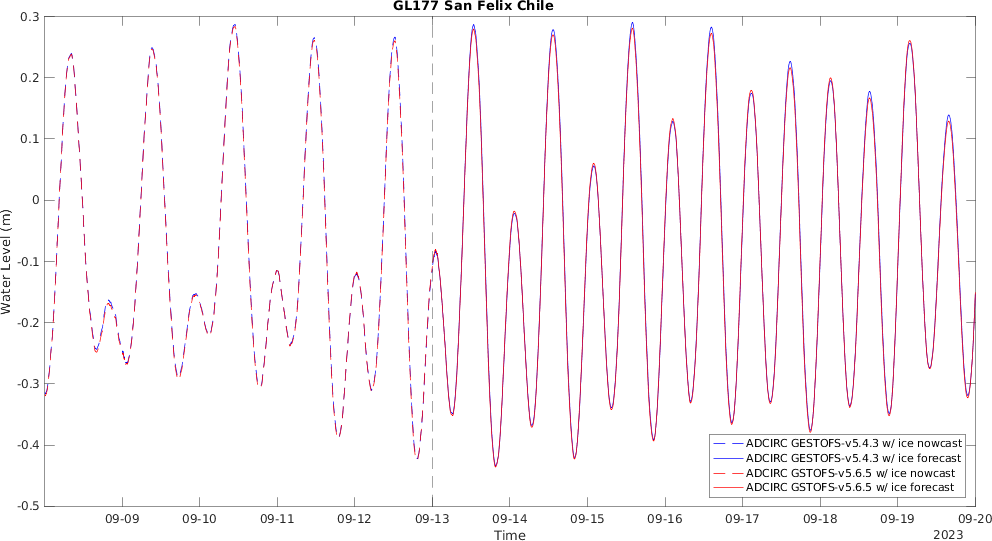 GL177 San Felix Chile
0.3
0.2
0.1
0
-0.1
-0.2
-0.3
-0.4
-0.5
Water Level (m)
ADCIRC GESTOFS-v5.4.3 w/ ice nowcast
ADCIRC GESTOFS-v5.4.3 w/ ice forecast
ADCIRC GSTOFS-v5.6.5 w/ ice nowcast
ADCIRC GSTOFS-v5.6.5 w/ ice forecast
09-09 09-10 09-11 09-12 09-13 09-14 09-15 09-16 09-17 09-18 09-19 09-20
Time
2023